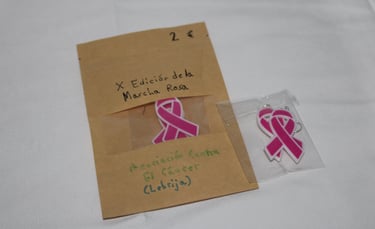 2 €
X Edición de la
Marcha Rosa
Asociación Contra
El Cáncer
(Lebrija)